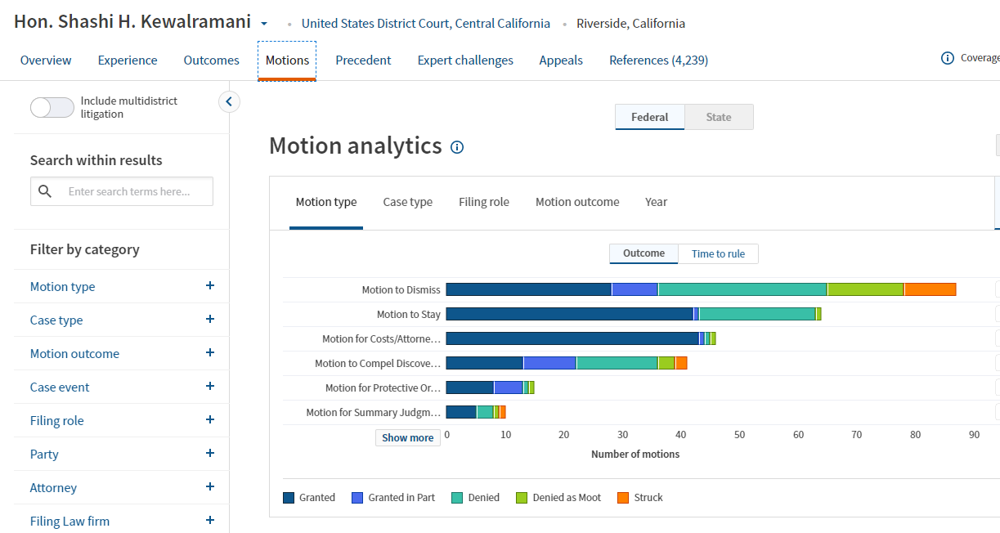 Hon. Shashi H. Kewalramani • United States District Court, Central California • Riverside, California
Overview Experience Outcomes Motions Precedent Expert challenges Appeals References (4,239)
Coverage
Include multidistrict
litigation
Search within results
Enter search terms here...
Filter by category
Motion type +
Case type +
Motion outcome +
Case event +
Filing role +
Party +
Attorney +
Filing Law firm +
Federal State
Motion analytics
Motion type Case type Filing role Motion outcome Year
Outcome Time to rule
Motion to Dismiss
Motion to Stay
Motion for Costs/Attorne...
Motion to Compel Discove...
Motion for Protective Or...
Motion for Summary Judgm...
Show more
0 10 20 30 40 50 60 70 80 90
Number of motions
Granted Granted in Part Denied Denied as Moot Struck